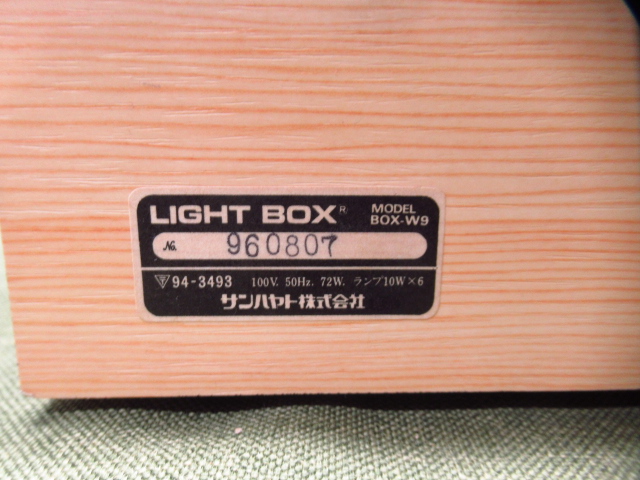 LIGHT BOX® MODEL BOX-W9
No. 960807
94-3493 100V. 50Hz. 72W. ランプ10W×6
サンハヤト株式会社